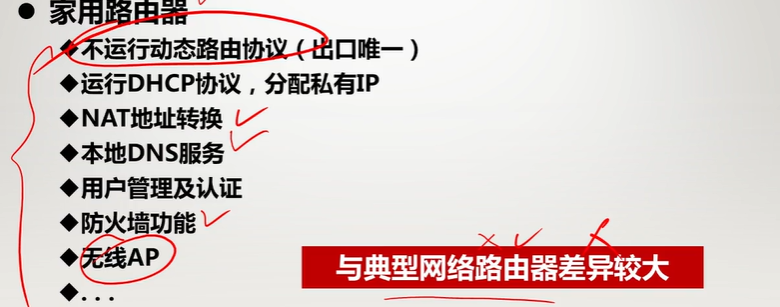 ● 家用路由器
◆不运行动态路由协议（出口唯一）
◆运行DHCP协议，分配私有IP
◆NAT地址转换
◆本地DNS服务
◆用户管理及认证
◆防火墙功能
◆无线AP
◆...
与典型网络路由器差异较大